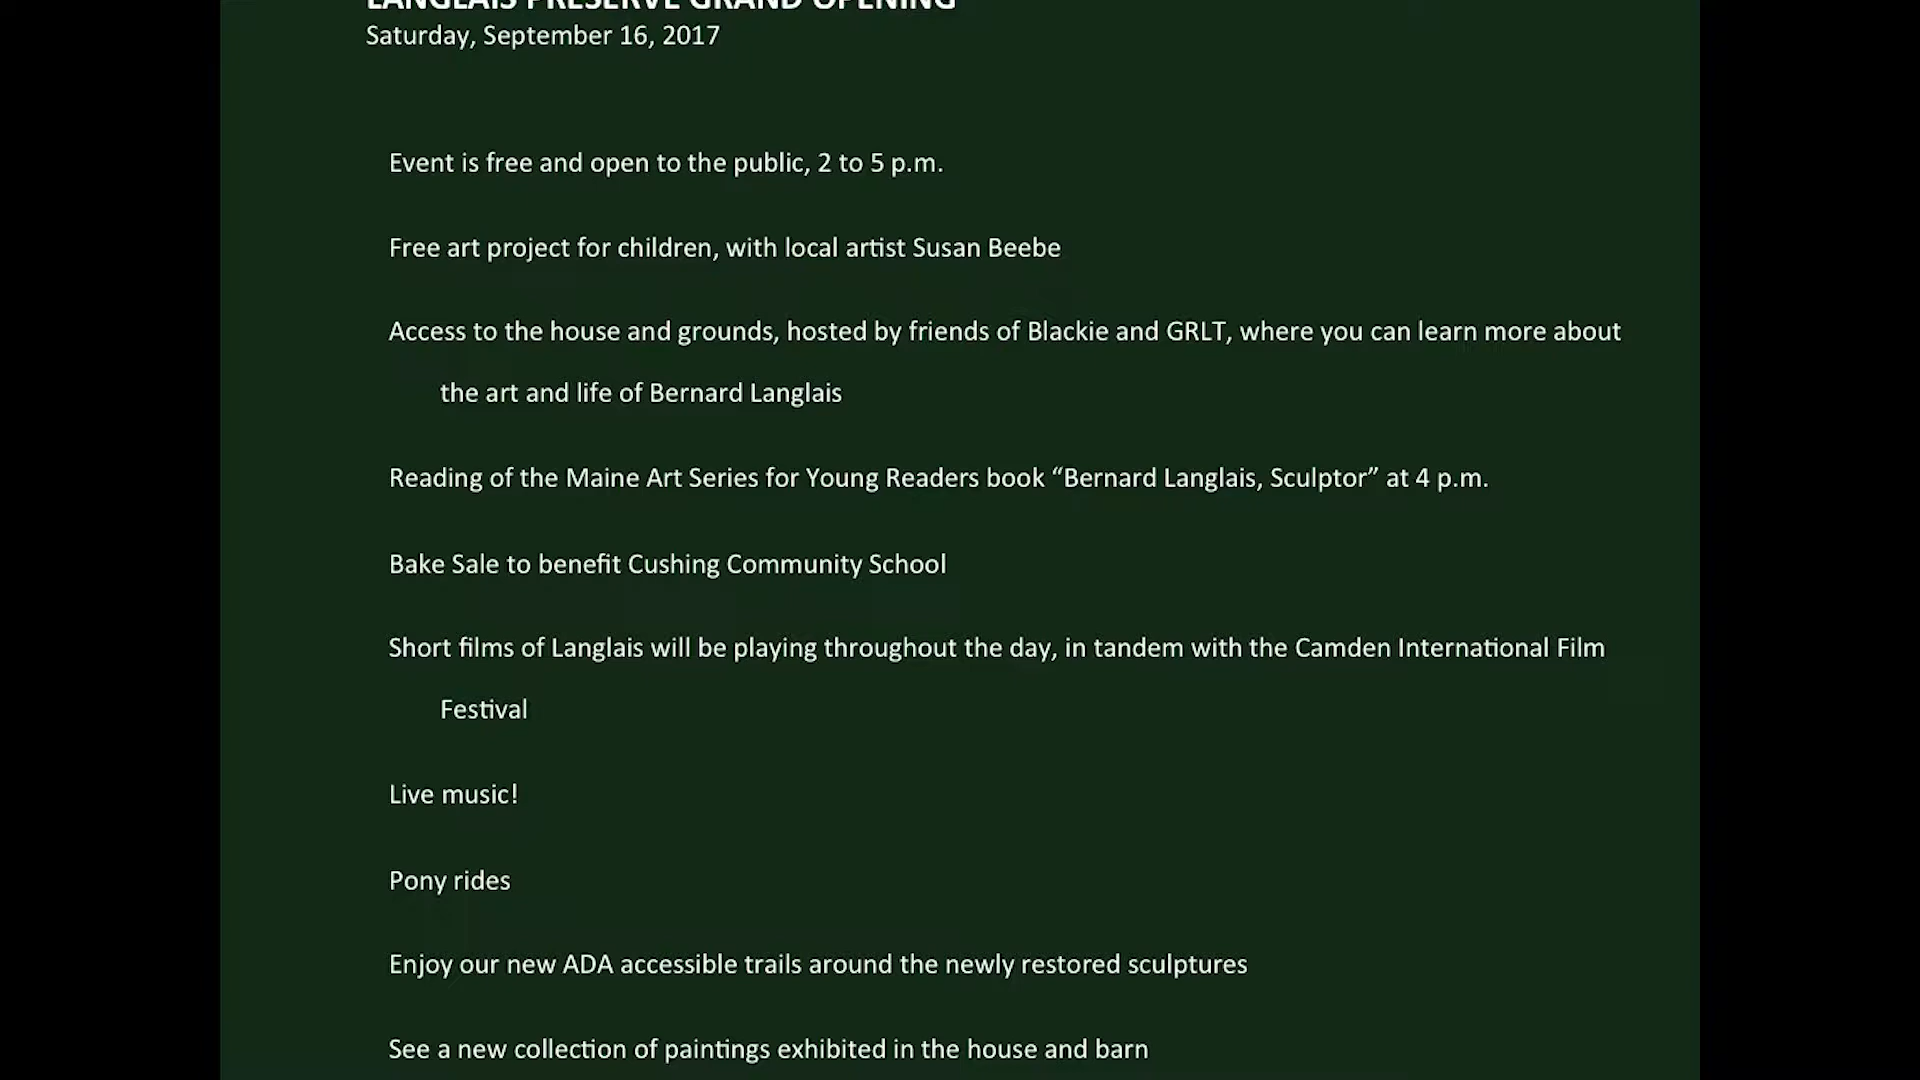 LANGLAIS PRESERVE GRAND OPENING
Saturday, September 16, 2017
Event is free and open to the public, 2 to 5 p.m.
Free art project for children, with local artist Susan Beebe
Access to the house and grounds, hosted by friends of Blackie and GRLT, where you can learn more about
the art and life of Bernard Langlais
Reading of the Maine Art Series for Young Readers book “Bernard Langlais, Sculptor” at 4 p.m.
Bake Sale to benefit Cushing Community School
Short films of Langlais will be playing throughout the day, in tandem with the Camden International Film
Festival
Live music!
Pony rides
Enjoy our new ADA accessible trails around the newly restored sculptures
See a new collection of paintings exhibited in the house and barn